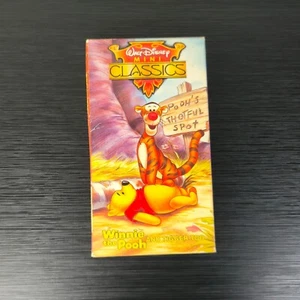 Walt Disney
MINI
CLASSICS
POOH'S
THOTFUL
SPOT
Winnie
the
Pooh